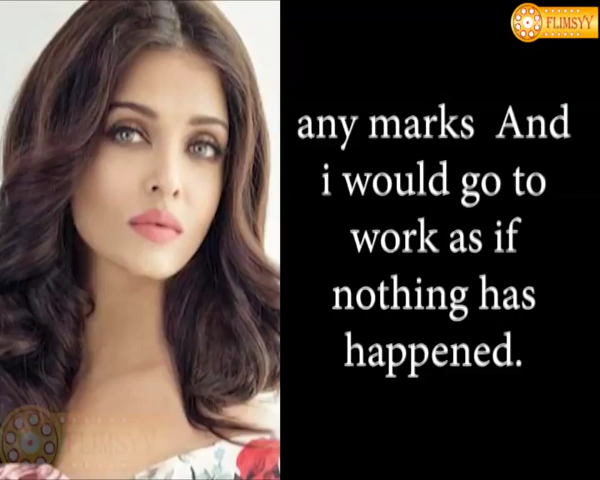 FLIMSYY
any marks And
i would go to
work as if
nothing has
happened.
FLIMSYY